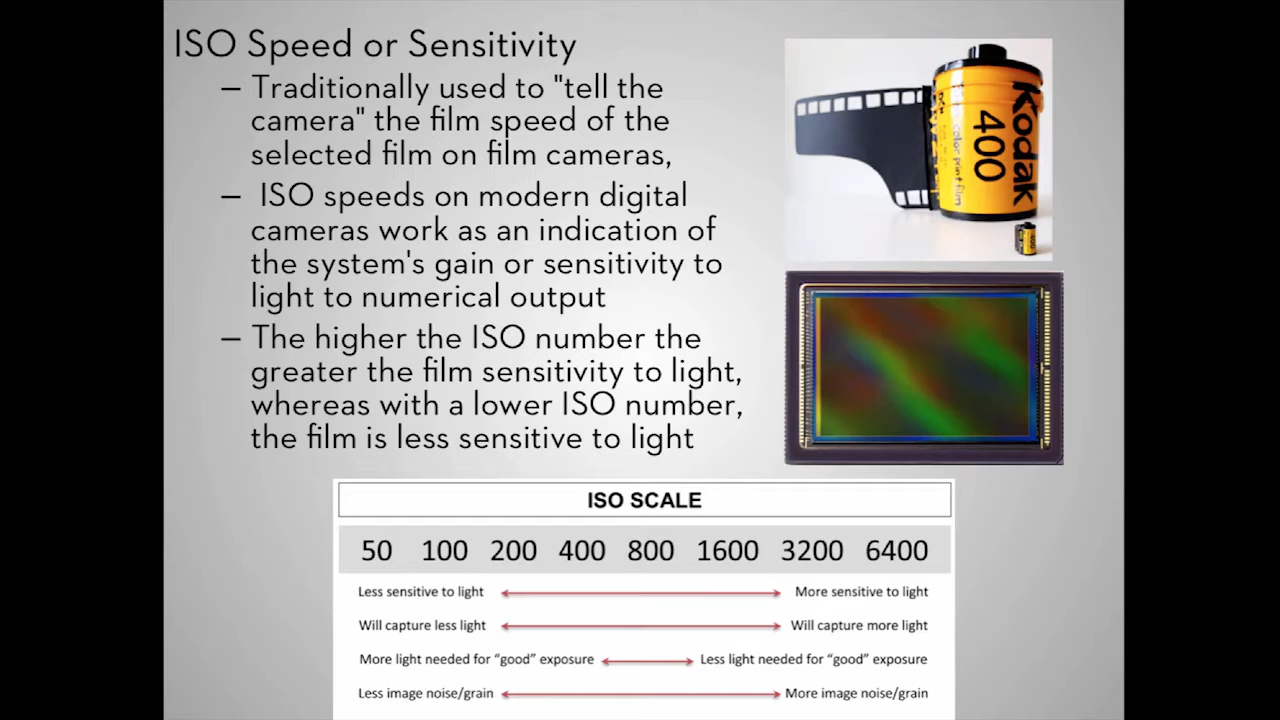 ISO Speed or Sensitivity
– Traditionally used to "tell the
camera" the film speed of the
selected film on film cameras,
– ISO speeds on modern digital
cameras work as an indication of
the system's gain or sensitivity to
light to numerical output
– The higher the ISO number the
greater the film sensitivity to light,
whereas with a lower ISO number,
the film is less sensitive to light
Kodak
400
color print film
400
ISO SCALE
50 100 200 400 800 1600 3200 6400
Less sensitive to light More sensitive to light
Will capture less light Will capture more light
More light needed for “good” exposure Less light needed for “good” exposure
Less image noise/grain More image noise/grain